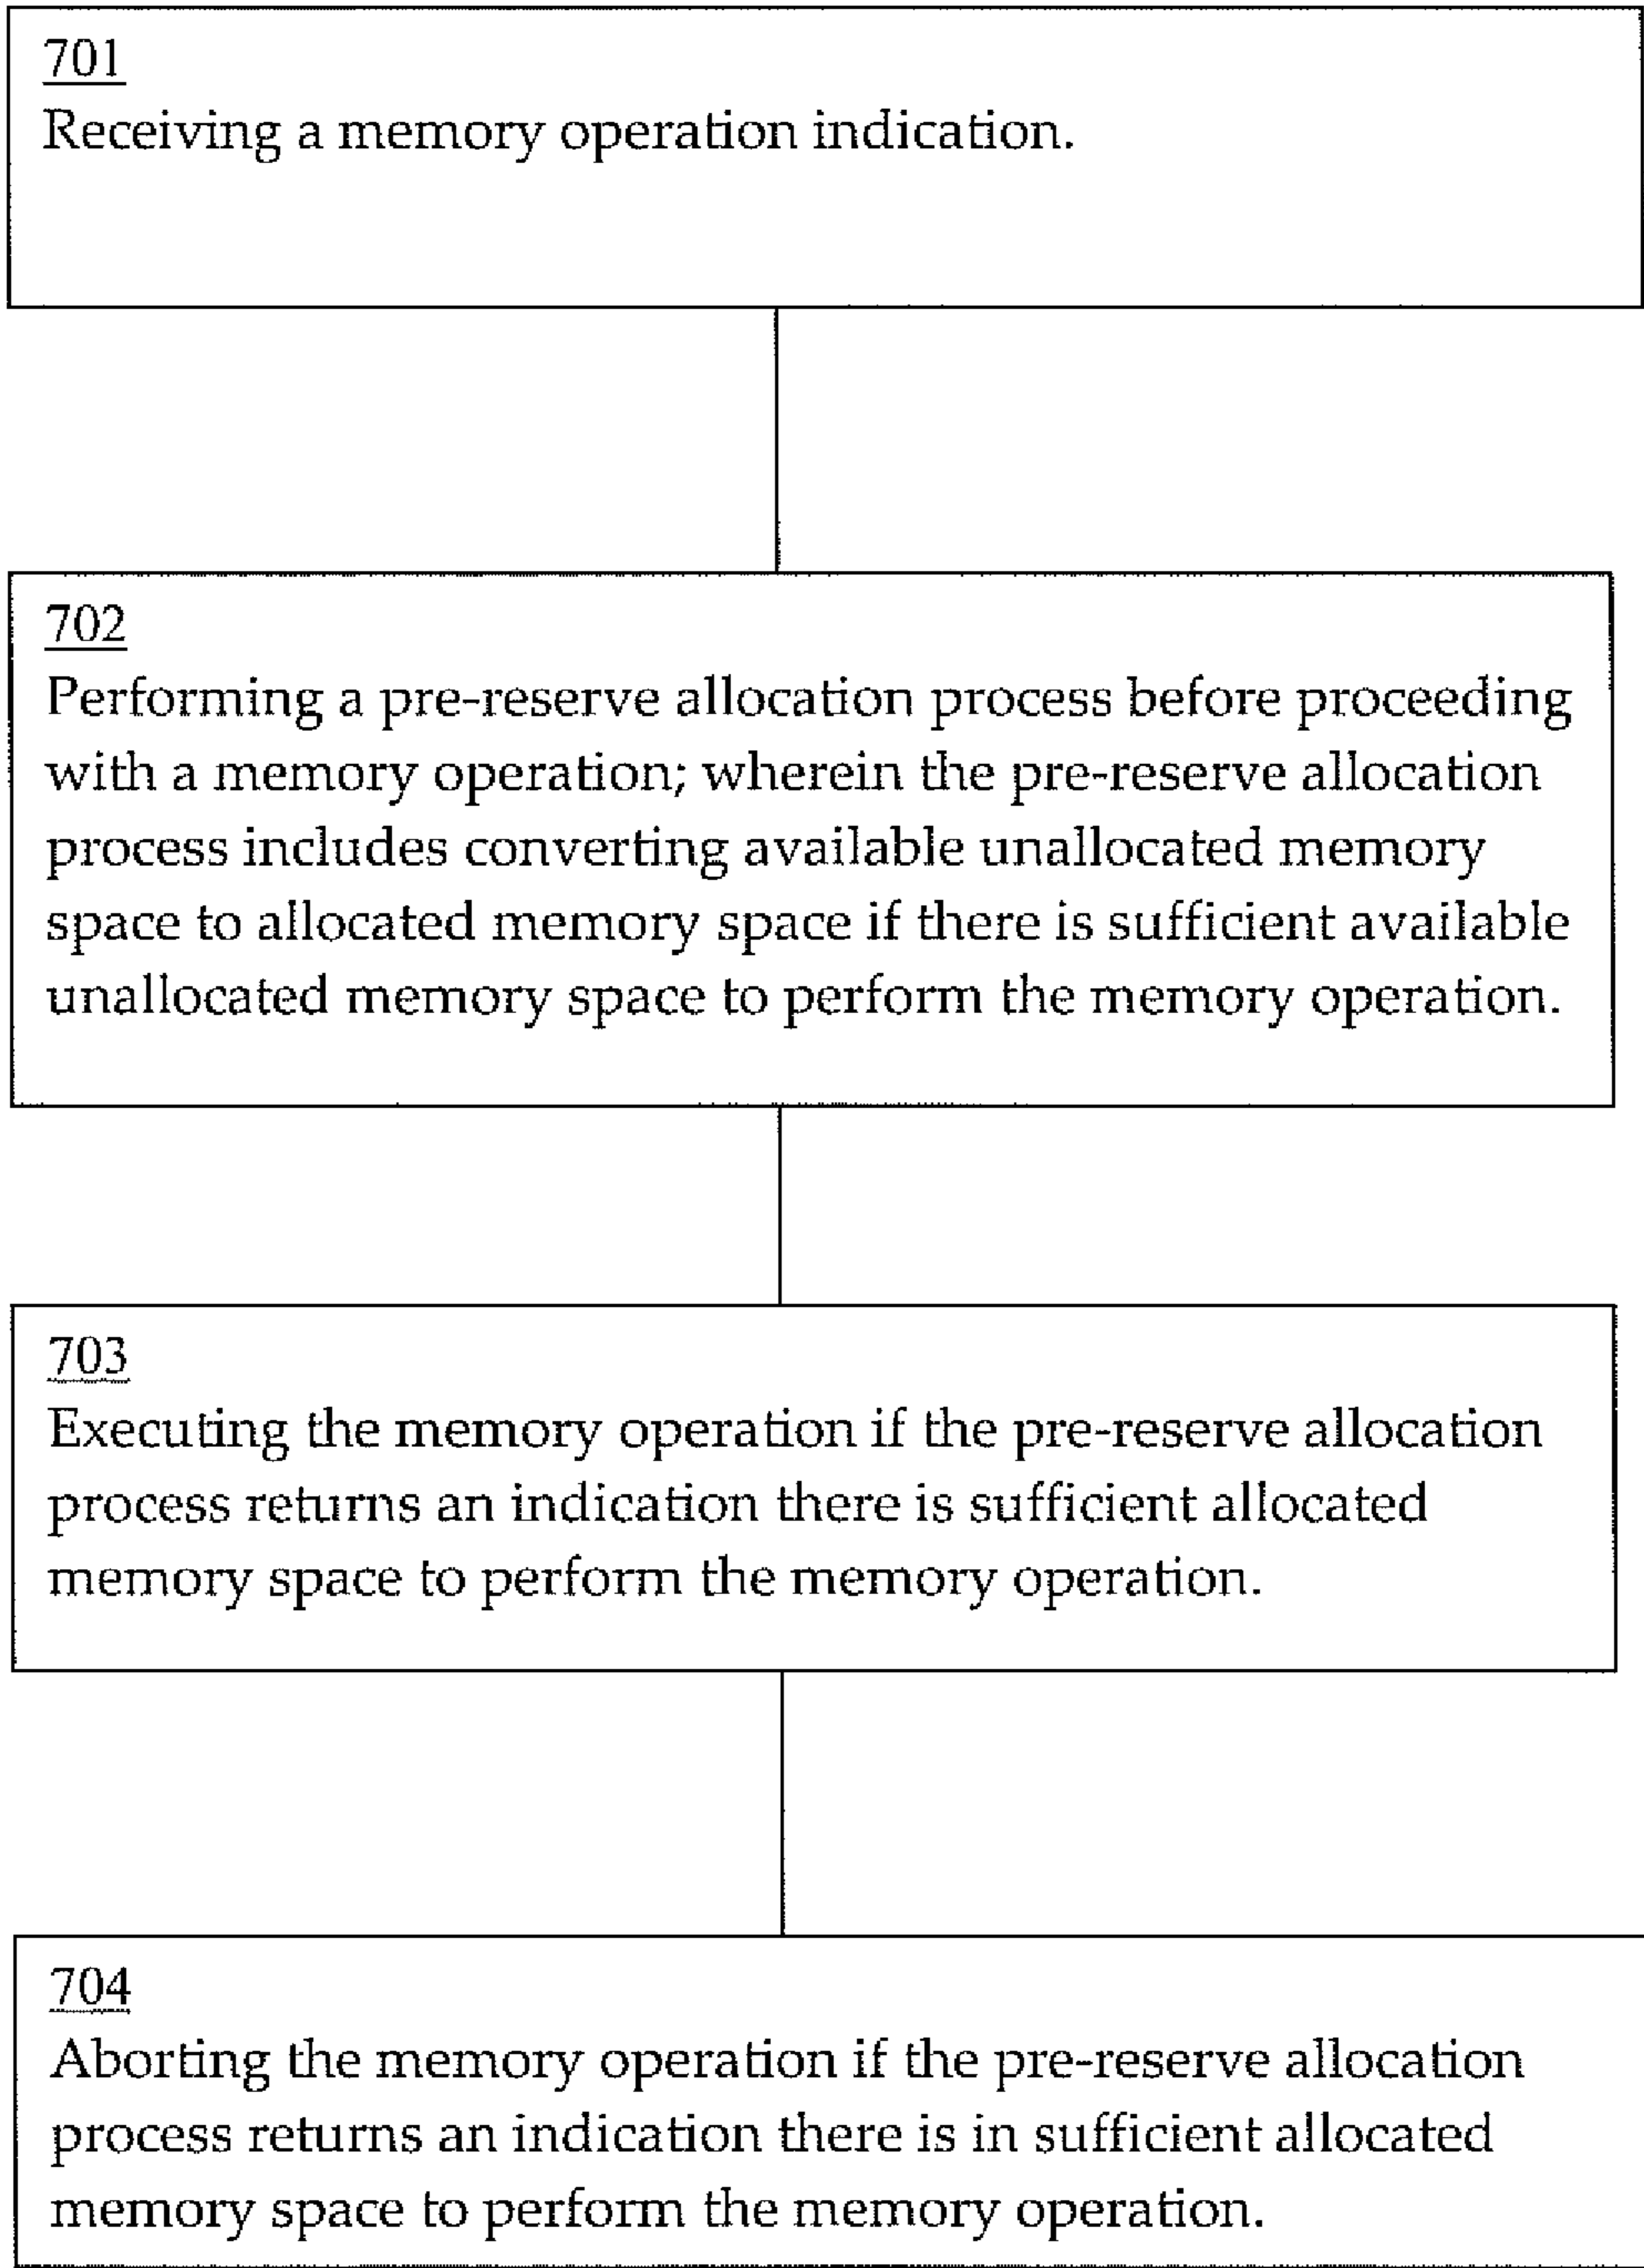 701
Receiving a memory operation indication.
702
Performing a pre-reserve allocation process before proceeding
with a memory operation; wherein the pre-reserve allocation
process includes converting available unallocated memory
space to allocated memory space if there is sufficient available
unallocated memory space to perform the memory operation.
703
Executing the memory operation if the pre-reserve allocation
process returns an indication there is sufficient allocated
memory space to perform the memory operation.
704
Aborting the memory operation if the pre-reserve allocation
process returns an indication there is in sufficient allocated
memory space to perform the memory operation.